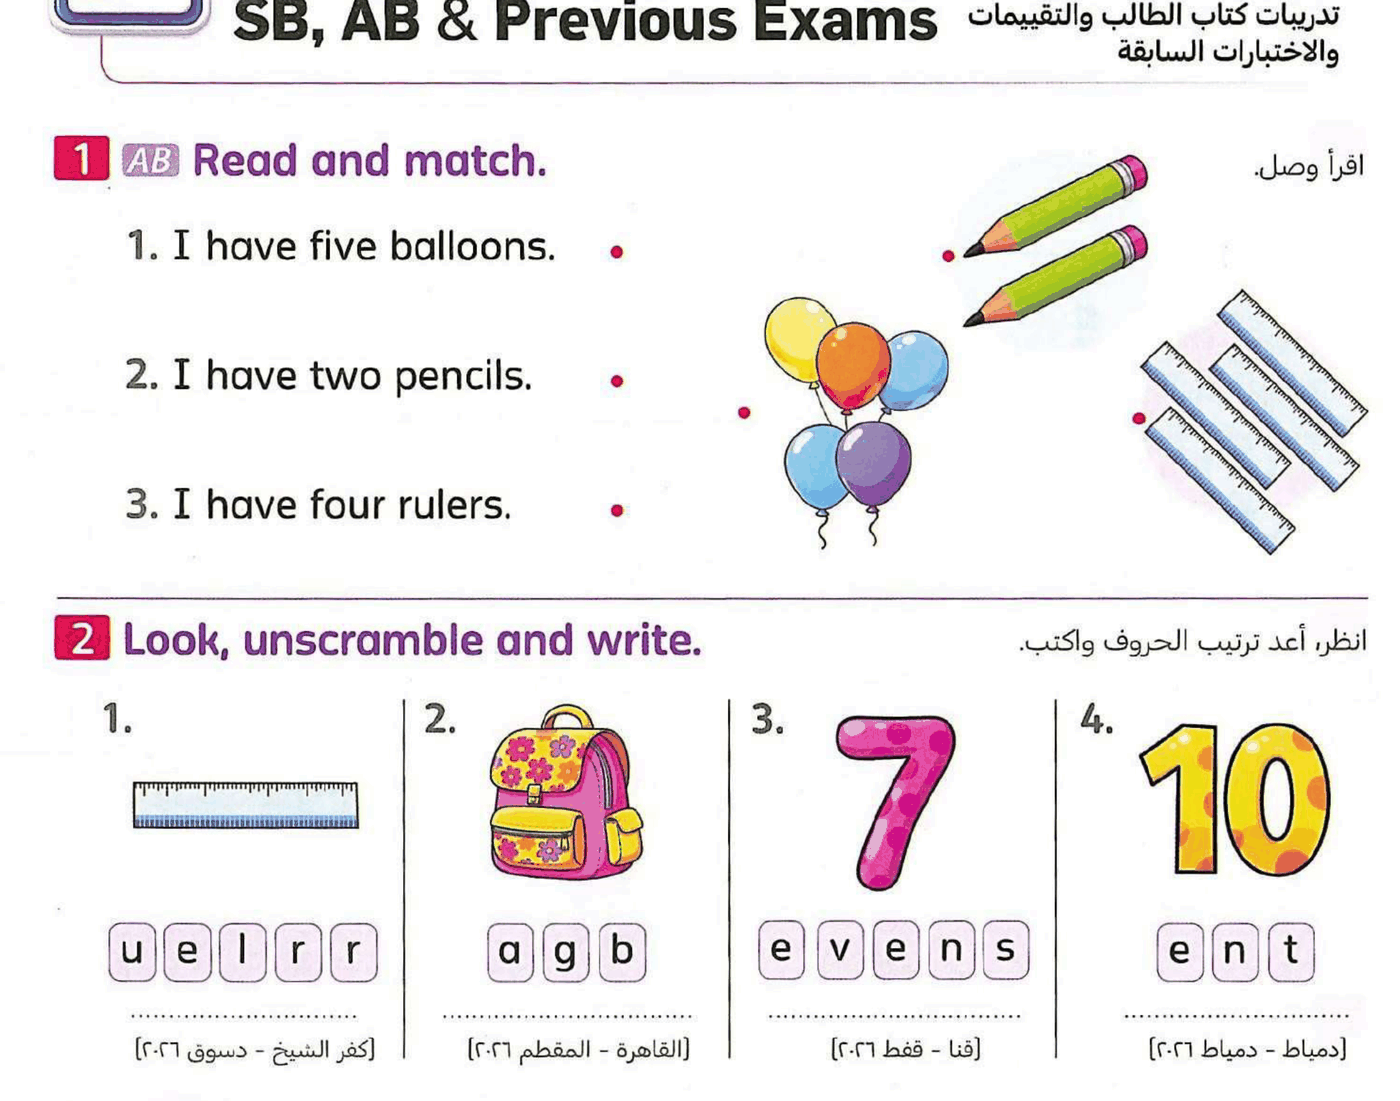 SB, AB & Previous Exams
تدريبات كتاب الطالب والتقييمات
والاختبارات السابقة
1 AB Read and match.
اقرأ وصل.
1. I have five balloons.
2. I have two pencils.
3. I have four rulers.
2 Look, unscramble and write.
انظر، أعد ترتيب الحروف واكتب.
1.
2.
3.
4.
7
10
u e l r r
a g b
e v e n s
e n t
[كفر الشيخ - دسوق ٢٠٢٦]
[القاهرة - المقطم ٢٠٢٦]
[قنا - قفط ٢٠٢٦]
[دمياط - دمياط ٢٠٢٦]